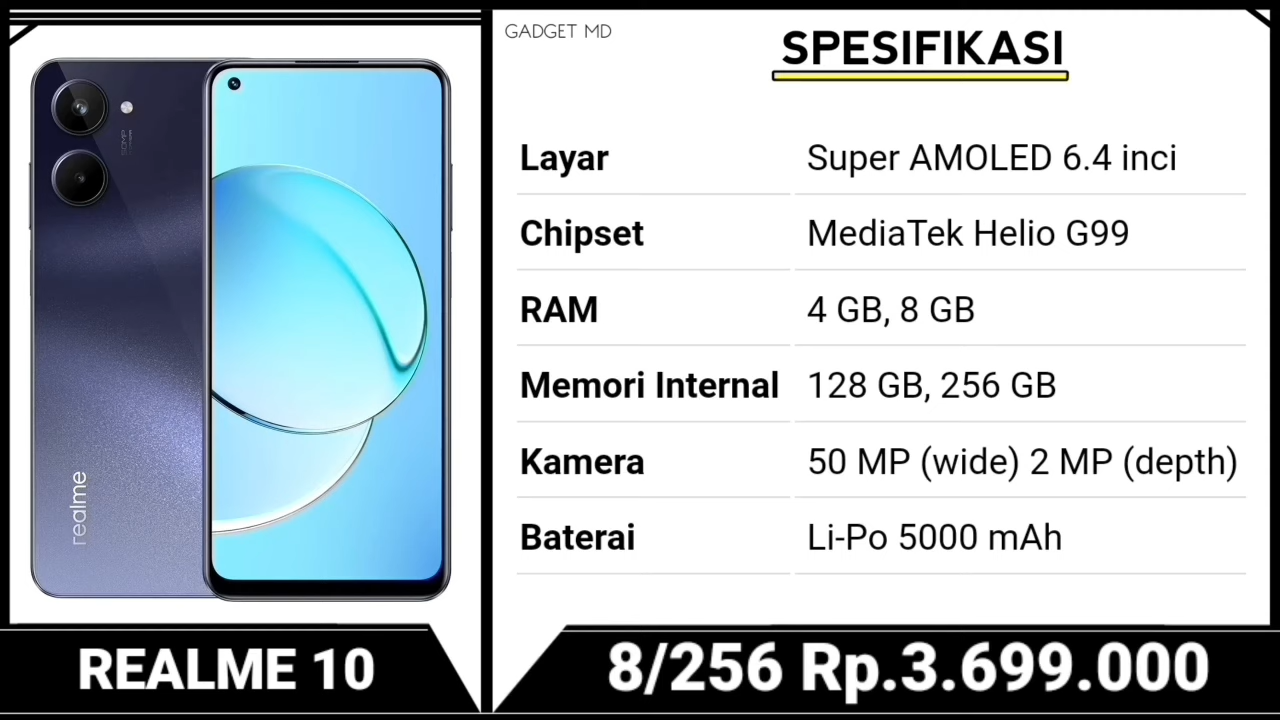 GADGET MD
SPESIFIKASI
Layar Super AMOLED 6.4 inci
Chipset MediaTek Helio G99
RAM 4 GB, 8 GB
Memori Internal 128 GB, 256 GB
Kamera 50 MP (wide) 2 MP (depth)
Baterai Li-Po 5000 mAh
realme
REALME 10
8/256 Rp.3.699.000